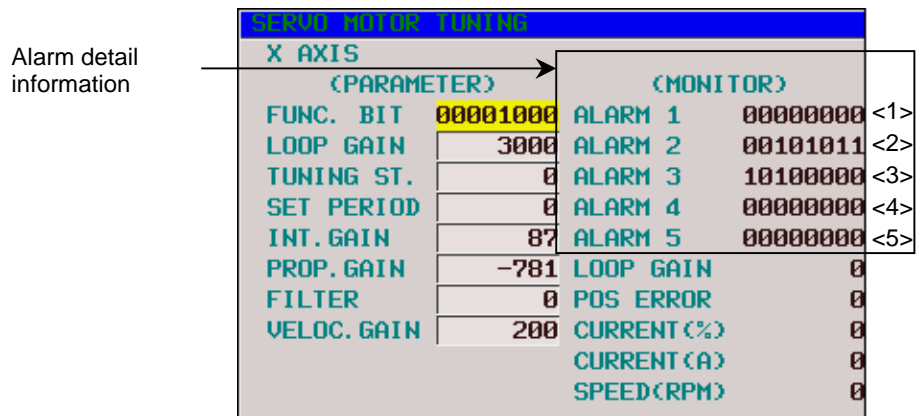 SERVO MOTOR TUNING
Alarm detail
information
X AXIS
(PARAMETER) (MONITOR)
FUNC. BIT 00001000 ALARM 1 00000000 <1>
LOOP GAIN 3000 ALARM 2 00101011 <2>
TUNING ST. 0 ALARM 3 10100000 <3>
SET PERIOD 0 ALARM 4 00000000 <4>
INT.GAIN 87 ALARM 5 00000000 <5>
PROP.GAIN -781 LOOP GAIN 0
FILTER 0 POS ERROR 0
VELOC.GAIN 200 CURRENT(%) 0
CURRENT(A) 0
SPEED(RPM) 0